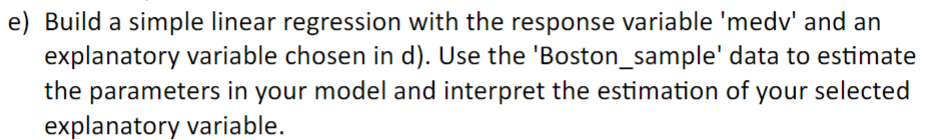 e) Build a simple linear regression with the response variable 'medv' and an
explanatory variable chosen in d). Use the 'Boston_sample' data to estimate
the parameters in your model and interpret the estimation of your selected
explanatory variable.